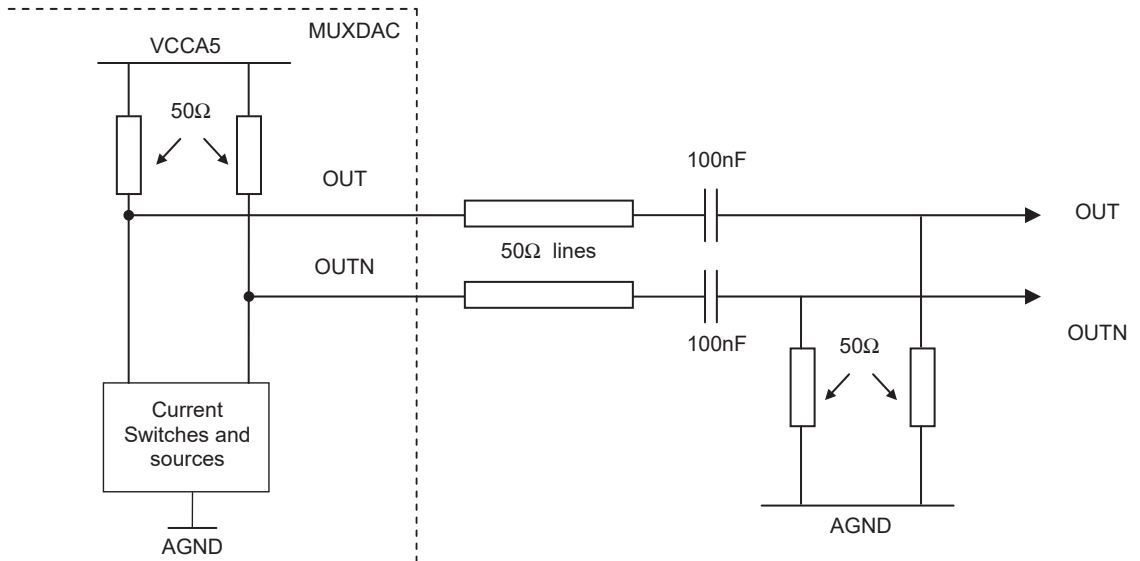 MUXDAC
VCCA5
50Ω
OUT
100nF
OUT
50Ω lines
OUTN
100nF
50Ω
OUTN
Current
Switches and
sources
AGND
AGND